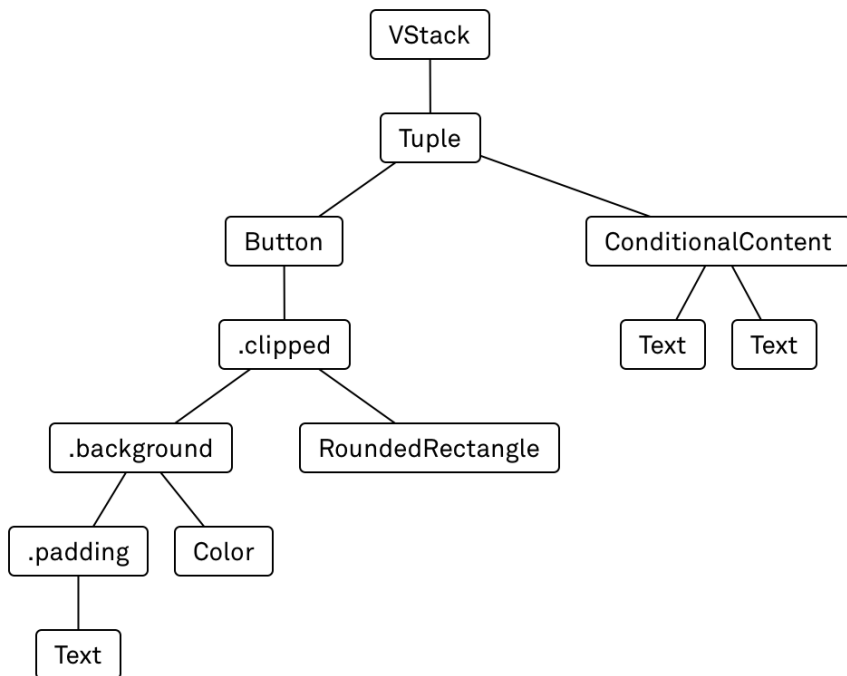 VStack
Tuple
Button
ConditionalContent
.clipped
Text
Text
.background
RoundedRectangle
.padding
Color
Text